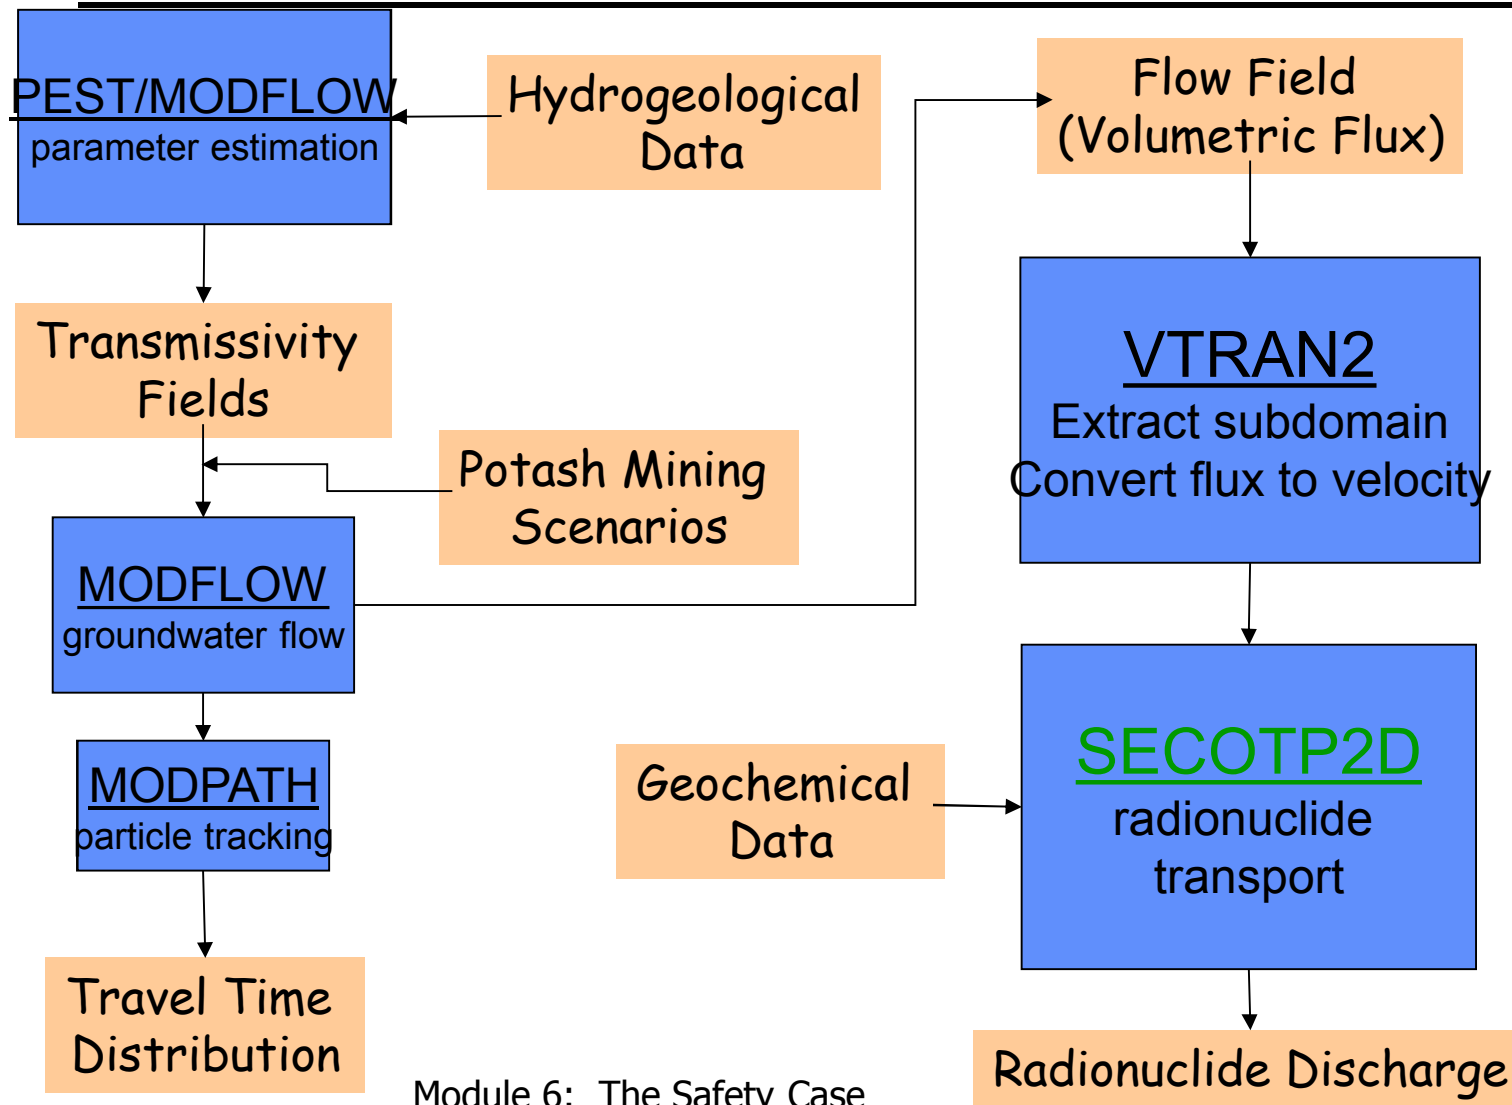 PEST/MODFLOW
parameter estimation
Hydrogeological
Data
Transmissivity
Fields
Potash Mining
Scenarios
MODFLOW
groundwater flow
MODPATH
particle tracking
Travel Time
Distribution
Flow Field
(Volumetric Flux)
VTRAN2
Extract subdomain
Convert flux to velocity
Geochemical
Data
SECOTP2D
radionuclide
transport
Radionuclide Discharge
Module 6: The Safety Case